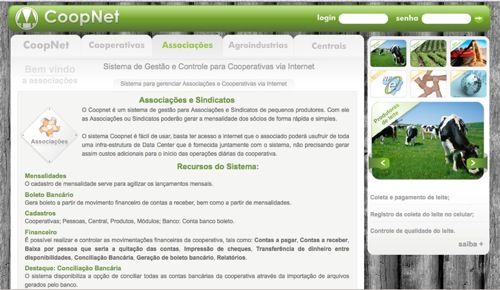 CoopNet
login
senha
CoopNet
Cooperativas
Associações
Agroindustrias
Centrais
Bem vindo
a associações
Sistema de Gestão e Controle para Cooperativas via Internet
Sistema para gerenciar Associações e Cooperativas via Internet
Associações e Sindicatos
O Coopnet é um sistema de gestão para Associações e Sindicatos de pequenos produtores. Com ele
as Associações ou Sindicatos poderão gerar a mensalidade dos sócios de forma rápida e simples.
O sistema Coopnet é fácil de usar, basta ter acesso a internet que o associado poderá usufruir de toda
uma infra-estrutura de Data Center que é fornecida juntamente com o sistema, não precisando gerar
assim custos adicionais para o início das operações diárias da cooperativa.
Associações
Recursos do Sistema:
Mensalidades
O cadastro de mensalidade serve para agilizar os lançamentos mensais.
Boleto Bancário
Gera boleto a partir de movimento financeiro de contas a receber, bem como a partir de mensalidades.
Cadastros
Cooperativas; Pessoas, Central, Produtos, Módulos; Banco: Conta banco boleto.
Financeiro
É possível realizar e controlar as movimentações financeiras da cooperativa, tais como: Contas a pagar, Contas a receber,
Baixa por pessoa que seria a quitação das contas, Impressão de cheques, Transferência de dinheiro entre
disponibilidades, Conciliação Bancária, Geração de boleto bancário, Relatórios.
Destaque: Conciliação Bancária
O sistema disponibiliza a opção de conciliar todas as contas bancárias da cooperativa através da importação de arquivos
gerados pelo banco.
Produtores
de leite
Coleta e pagamento de leite;
Registro da coleta do leite no celular;
Controle de qualidade do leite.
saiba +